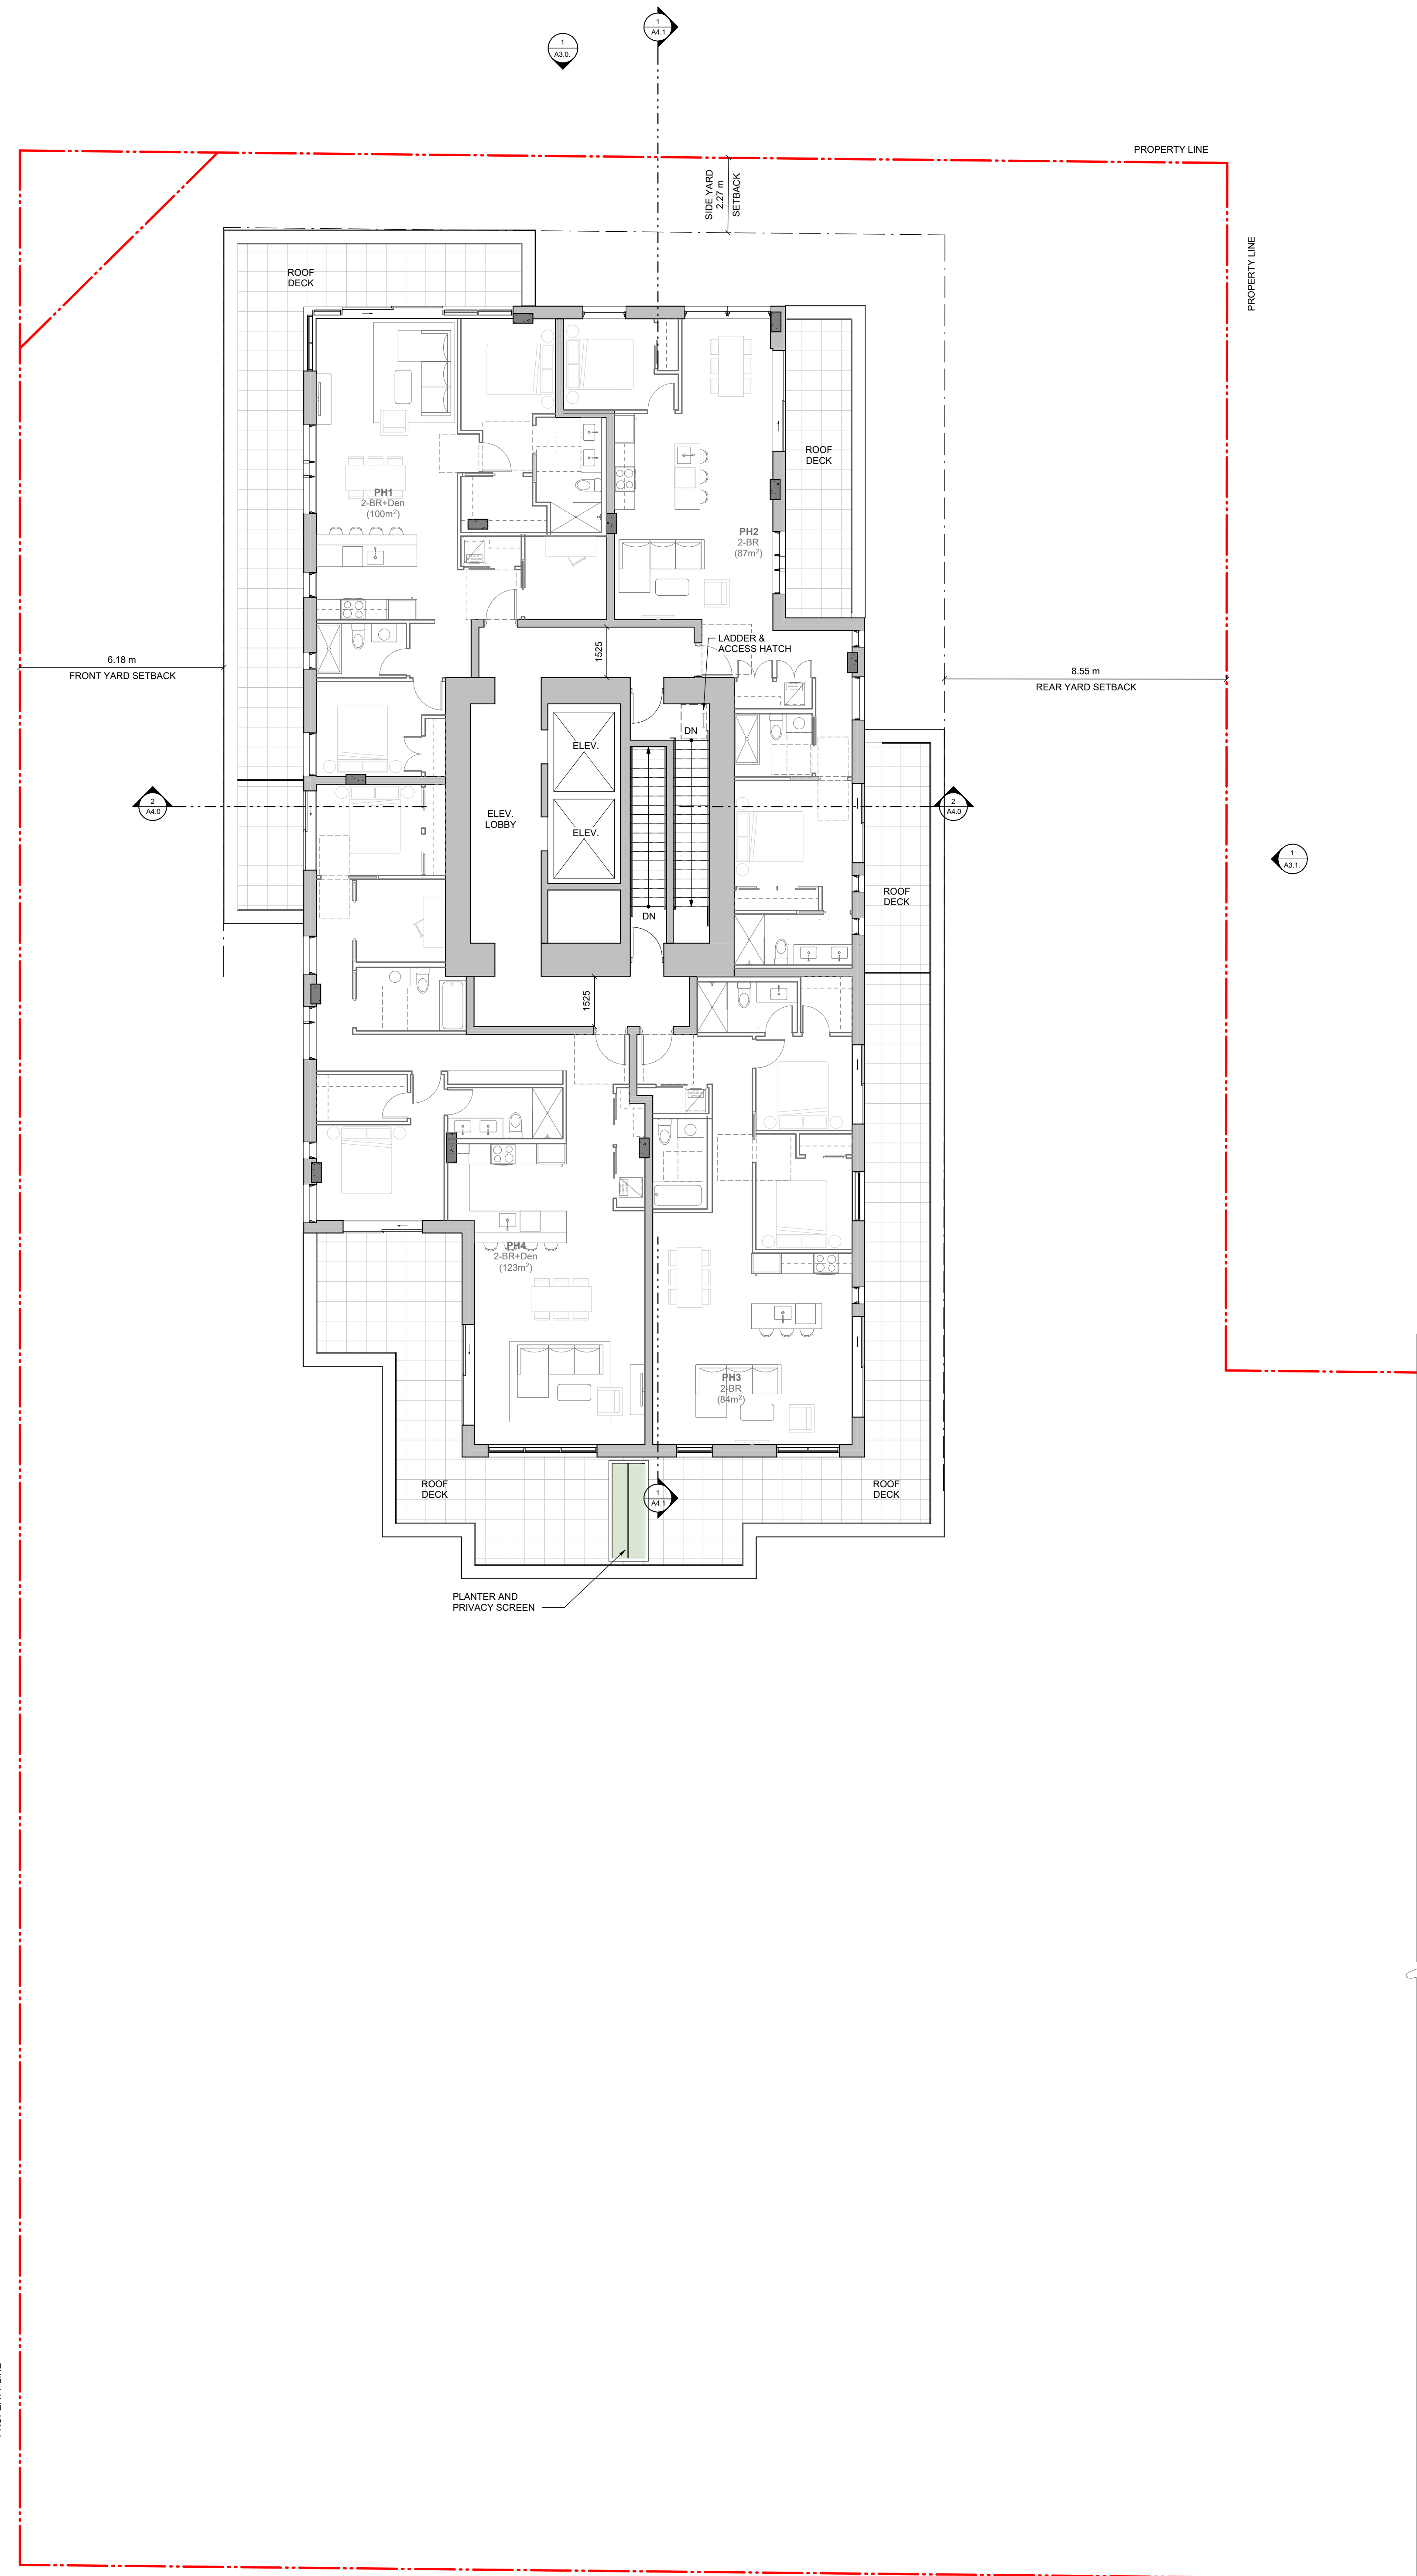 1
A4.1
1
A3.0.
PROPERTY LINE
SIDE YARD
2.27 m
SETBACK
PROPERTY LINE
ROOF
DECK
ROOF
DECK
PH1
2-BR+Den
(100m²)
PH2
2-BR
(87m²)
LADDER &
ACCESS HATCH
1525
6.18 m
FRONT YARD SETBACK
8.55 m
REAR YARD SETBACK
DN
ELEV.
2
A4.0
ELEV.
LOBBY
ELEV.
2
A4.0
1
A3.1.
ROOF
DECK
DN
1525
PH4
2-BR+Den
(123m²)
PH3
2-BR
(84m²)
ROOF
DECK
1
A4.1
ROOF
DECK
PLANTER AND
PRIVACY SCREEN